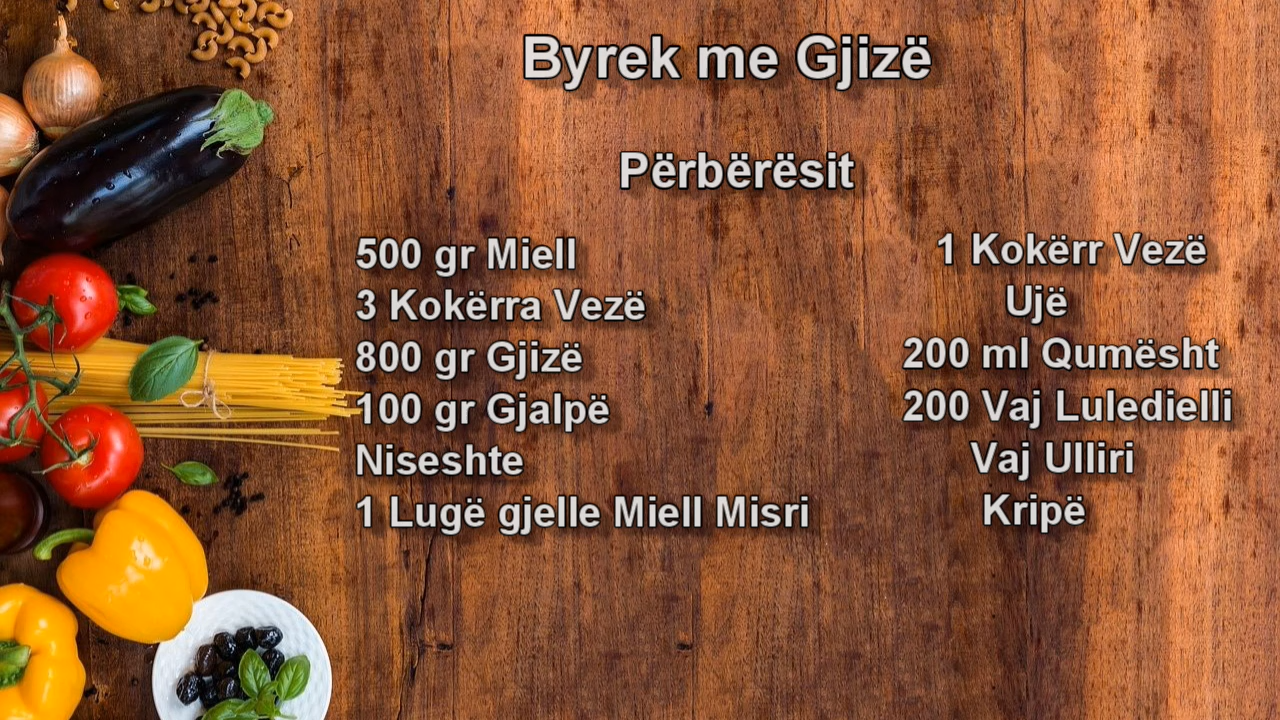 Byrek me Gjizë
Përbërësit
500 gr Miell
3 Kokërra Vezë
800 gr Gjizë
100 gr Gjalpë
Niseshte
1 Lugë gjelle Miell Misri
1 Kokërr Vezë
Ujë
200 ml Qumësht
200 Vaj Luledielli
Vaj Ulliri
Kripë